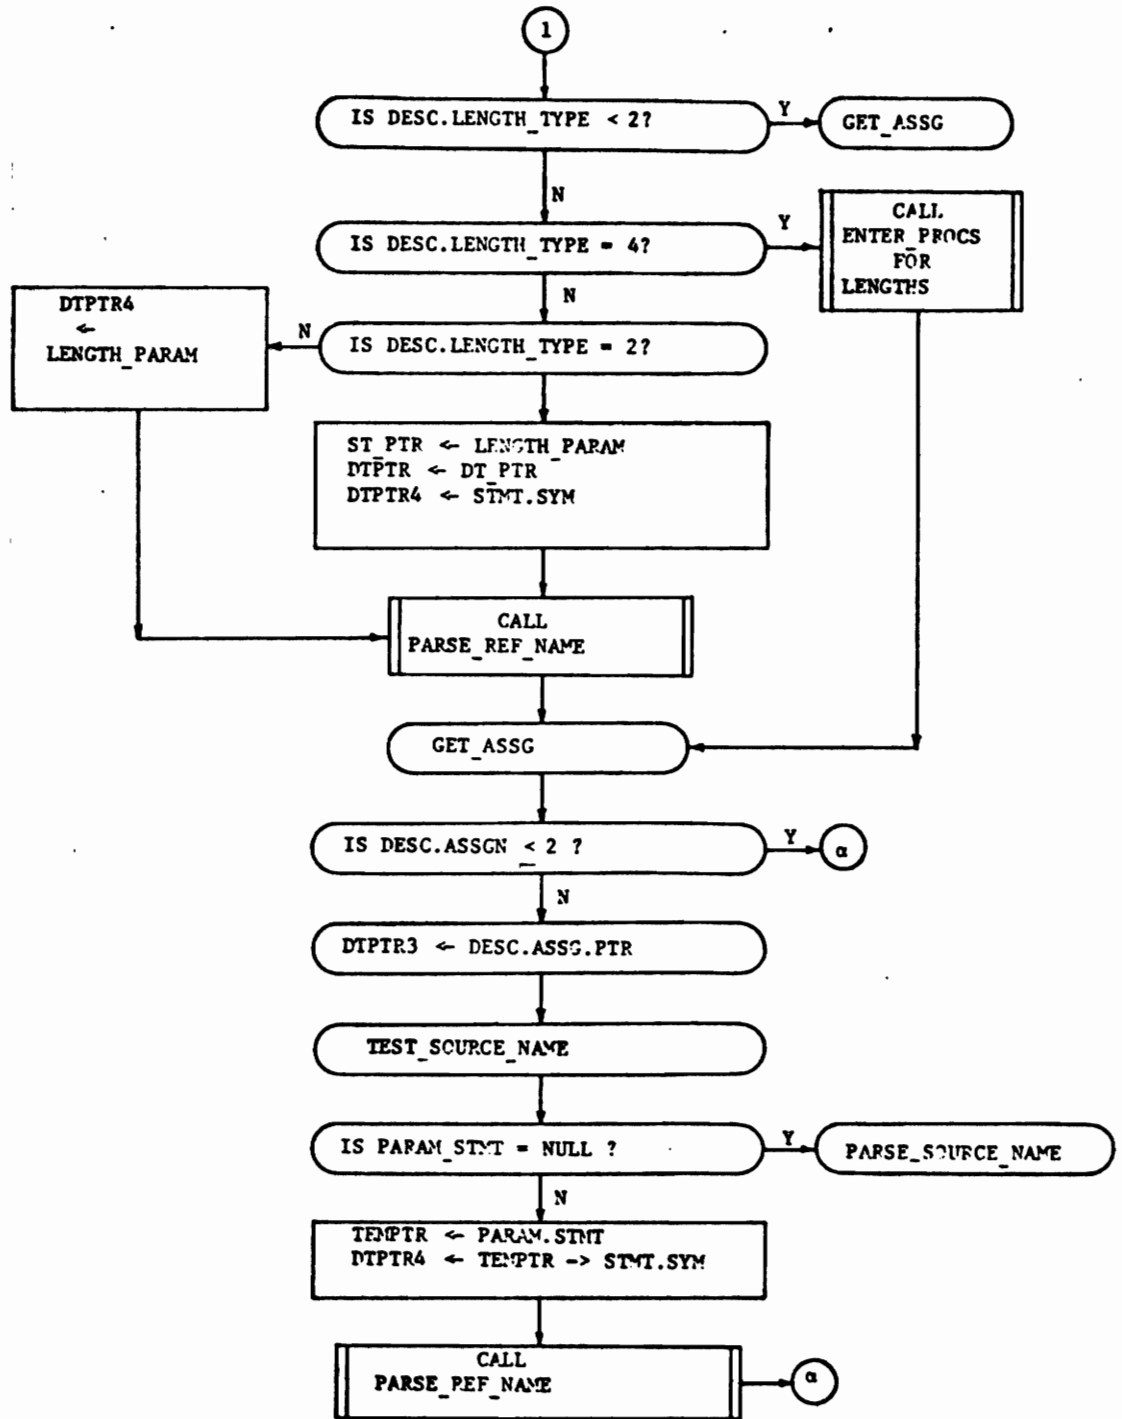 1
IS DESC.LENGTH_TYPE < 2?
Y
GET_ASSG
N
IS DESC.LENGTH_TYPE = 4?
Y
CALL
ENTER_PROCS
FOR
LENGTHS
N
DTPTR4
←
LENGTH_PARAM
N
IS DESC.LENGTH_TYPE = 2?
ST_PTR ← LENGTH_PARAM
DTPTR ← DT_PTR
DTPTR4 ← STMT.SYM
CALL
PARSE_REF_NAME
GET_ASSG
IS DESC.ASSGN ≤ 2 ?
Y
α
N
DTPTR3 ← DESC.ASSG.PTR
TEST_SOURCE_NAME
IS PARAM_STMT = NULL ?
Y
PARSE_SOURCE_NAME
N
TEMPTR ← PARAM.STMT
DTPTR4 ← TEMPTR -> STMT.SYM
CALL
PARSE_REF_NAME
α